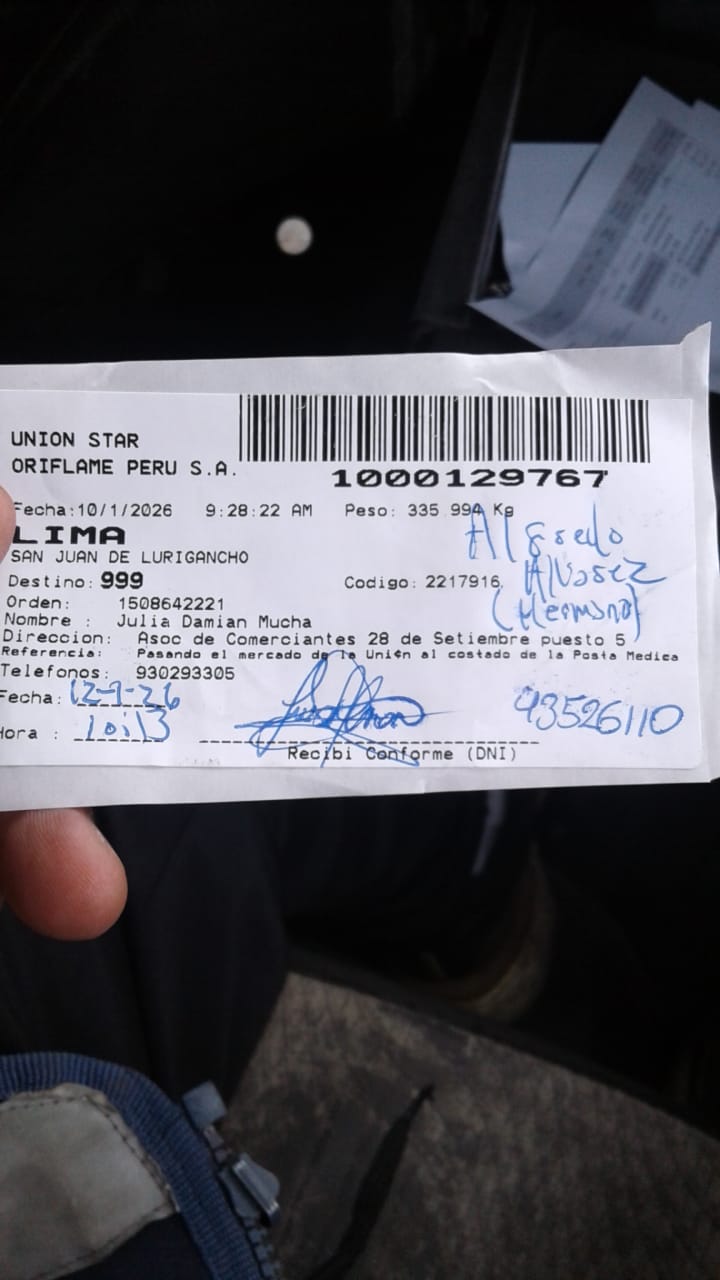 UNION STAR
ORIFLAME PERU S.A.
1000129767
Fecha:10/1/2026 9:28:22 AM Peso: 335.994 Kg
LIMA
SAN JUAN DE LURIGANCHO
Destino: 999 Codigo: 2217916
Alfredo
Alvarez
(Hermano)
Orden: 1508642221
Nombre : Julia Damian Mucha
Direccion: Asoc de Comerciantes 28 de Setiembre puesto 5
Referencia: Pasando el mercado de la Unión al costado de la Posta Medica
Telefonos: 930293305
Fecha: 12-1-26
Hora : 10:13
43526110
Recibi Conforme (DNI)